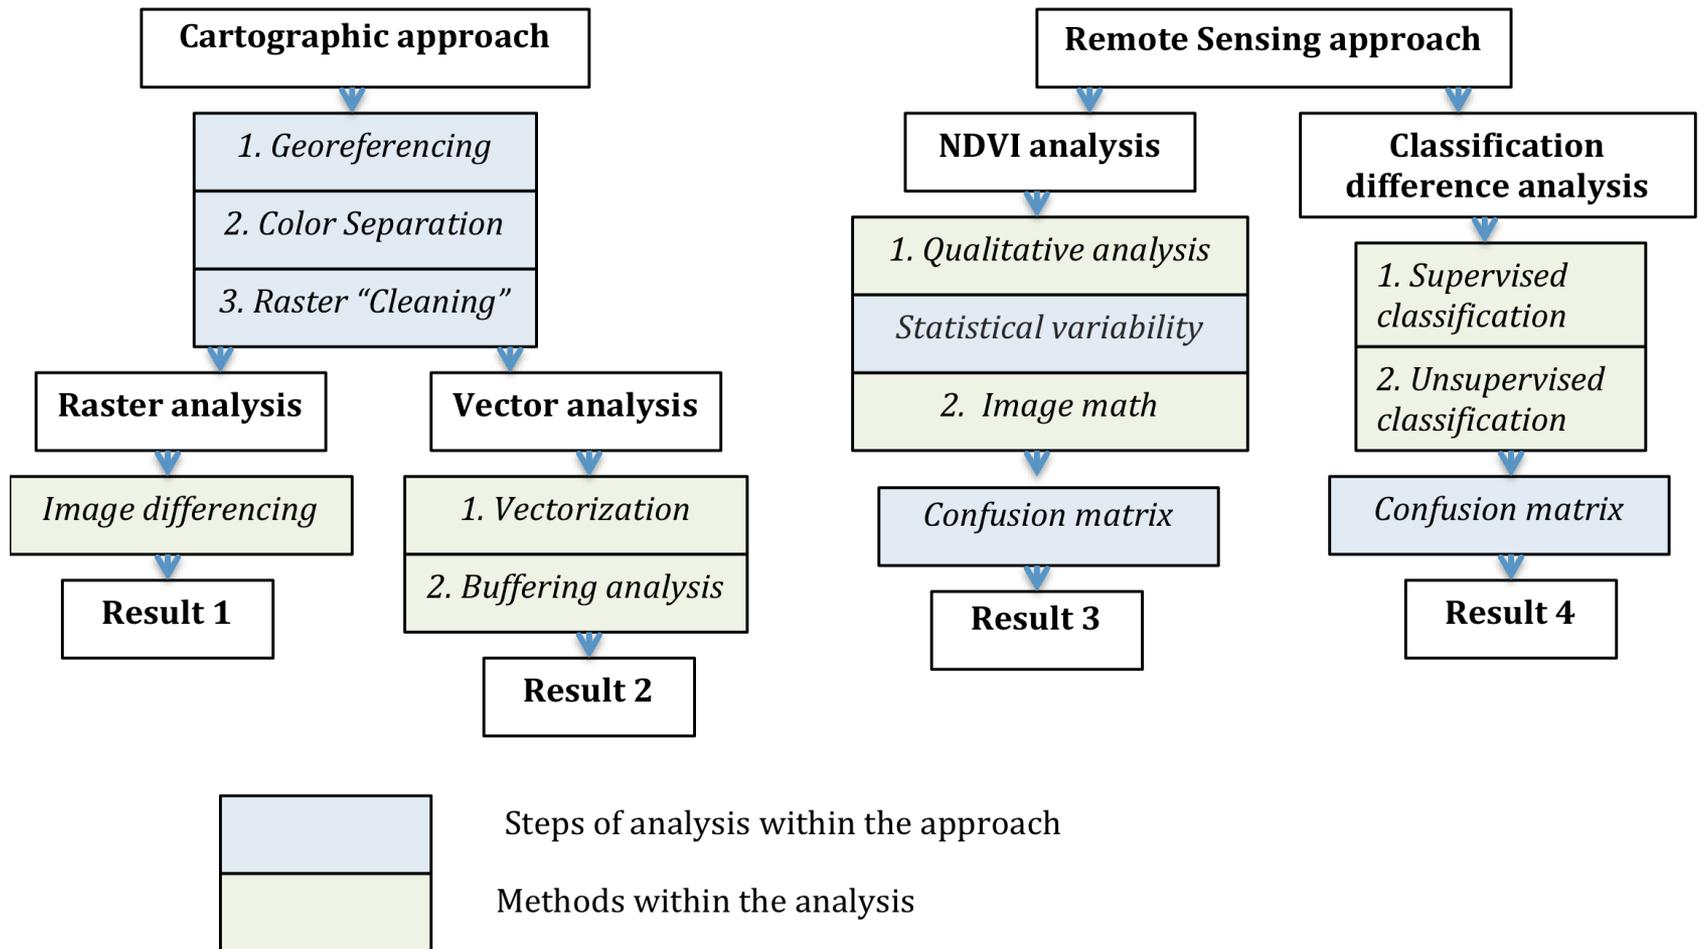 Cartographic approach
1. Georeferencing
2. Color Separation
3. Raster “Cleaning”
Raster analysis
Image differencing
Result 1
Vector analysis
1. Vectorization
2. Buffering analysis
Result 2
Remote Sensing approach
NDVI analysis
1. Qualitative analysis
Statistical variability
2. Image math
Confusion matrix
Result 3
Classification
difference analysis
1. Supervised
classification
2. Unsupervised
classification
Confusion matrix
Result 4
Steps of analysis within the approach
Methods within the analysis